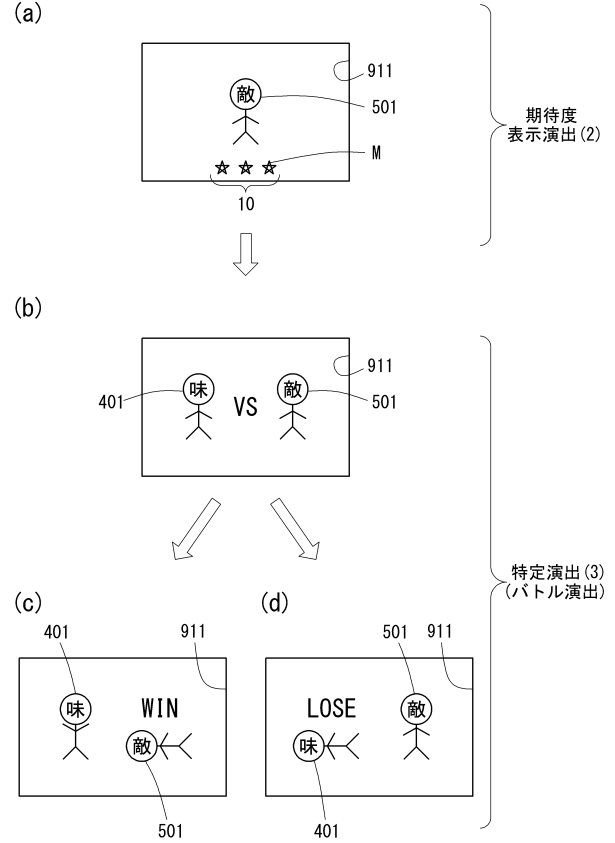 (a)
911
敵
501
期待度
表示演出(2)
M
10
(b)
911
味
敵
401
VS
501
特定演出(3)
(バトル演出)
(c)
(d)
401
911
501
911
味
WIN
LOSE
敵
敵
味
501
401